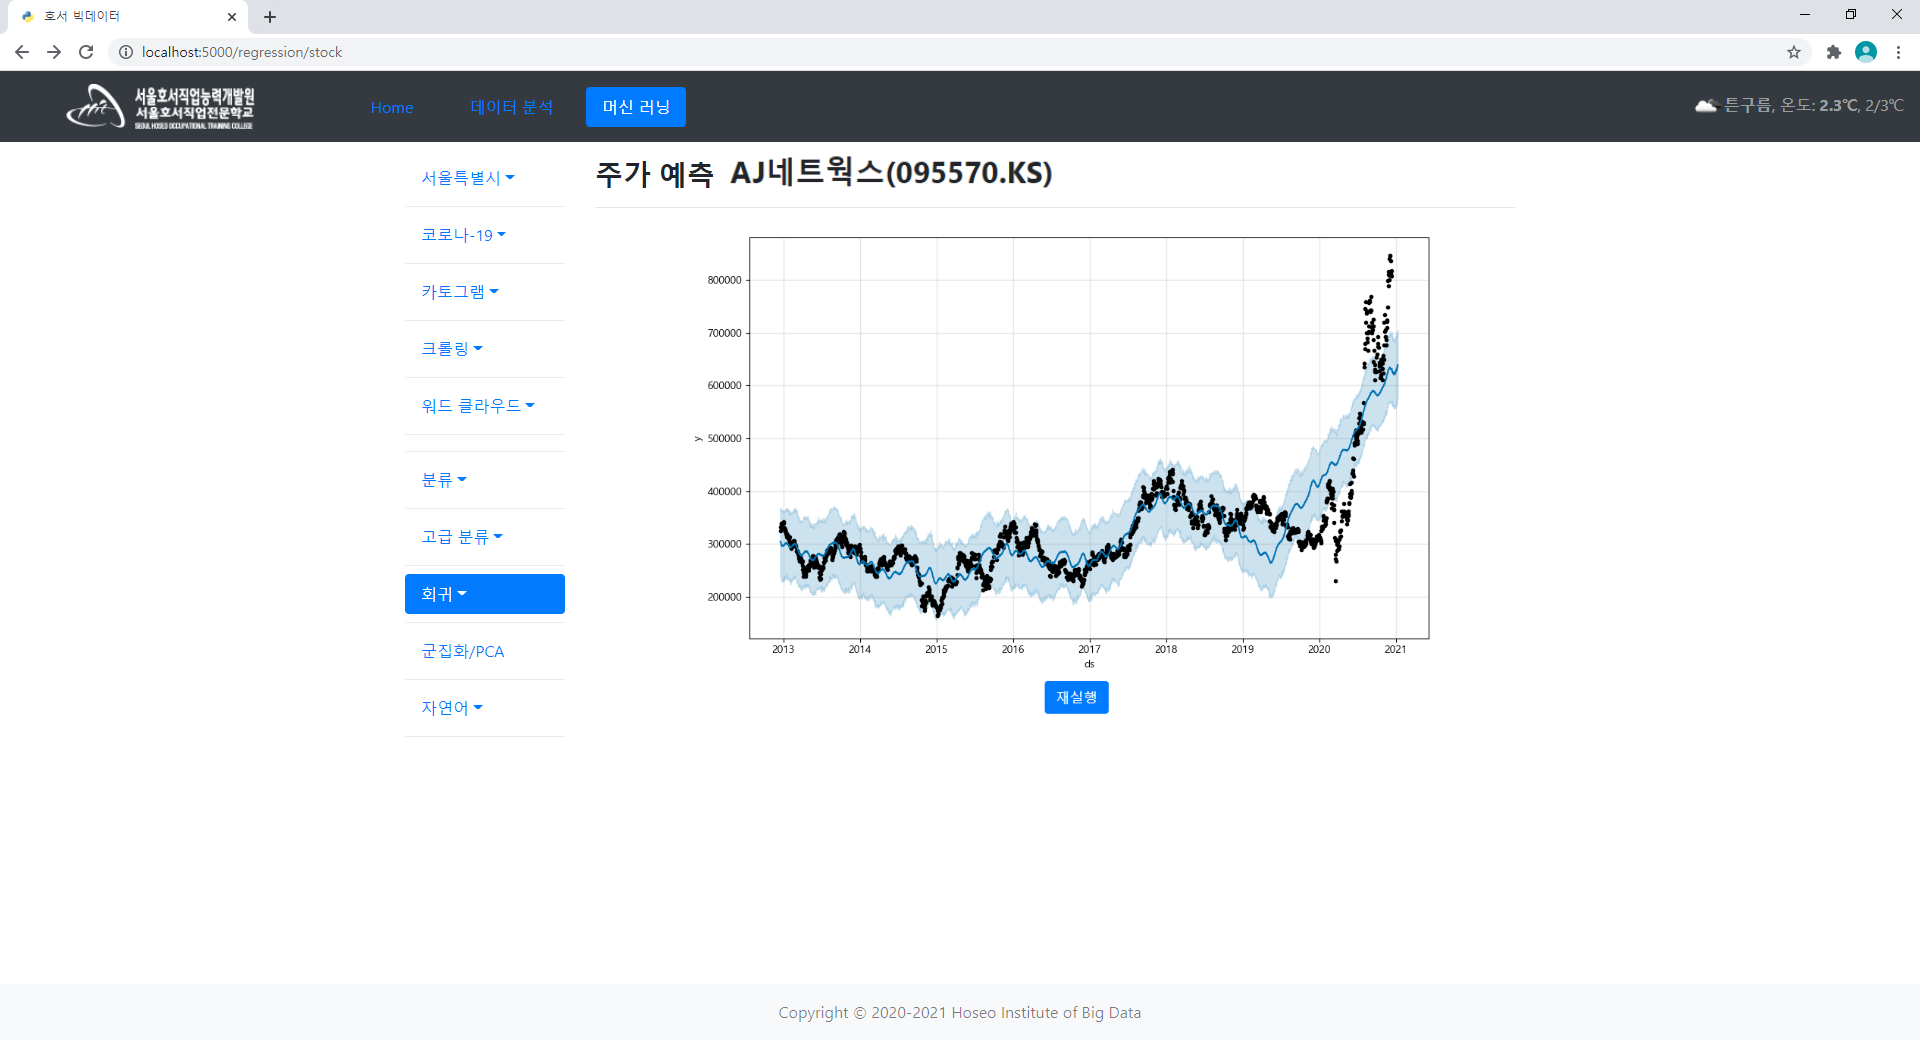 호서 빅데이터
localhost:5000/regression/stock
서울호서직업능력개발원
서울호서직업전문학교
SEOUL HOSEO OCCUPATIONAL TRAINING COLLEGE
Home
데이터 분석
머신 러닝
튼구름, 온도: 2.3℃, 2/3℃
서울특별시
코로나-19
카토그램
크롤링
워드 클라우드
분류
고급 분류
회귀
군집화/PCA
자연어
주가 예측 AJ네트웍스(095570.KS)
800000
700000
600000
y
500000
400000
300000
200000
2013 2014 2015 2016 2017 2018 2019 2020 2021
ds
재실행
Copyright © 2020-2021 Hoseo Institute of Big Data